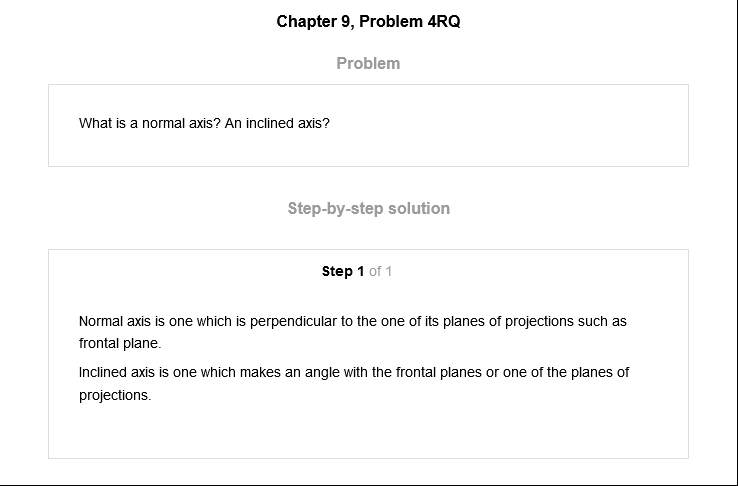 Chapter 9, Problem 4RQ
Problem
What is a normal axis? An inclined axis?
Step-by-step solution
Step 1 of 1
Normal axis is one which is perpendicular to the one of its planes of projections such as
frontal plane.
Inclined axis is one which makes an angle with the frontal planes or one of the planes of
projections.